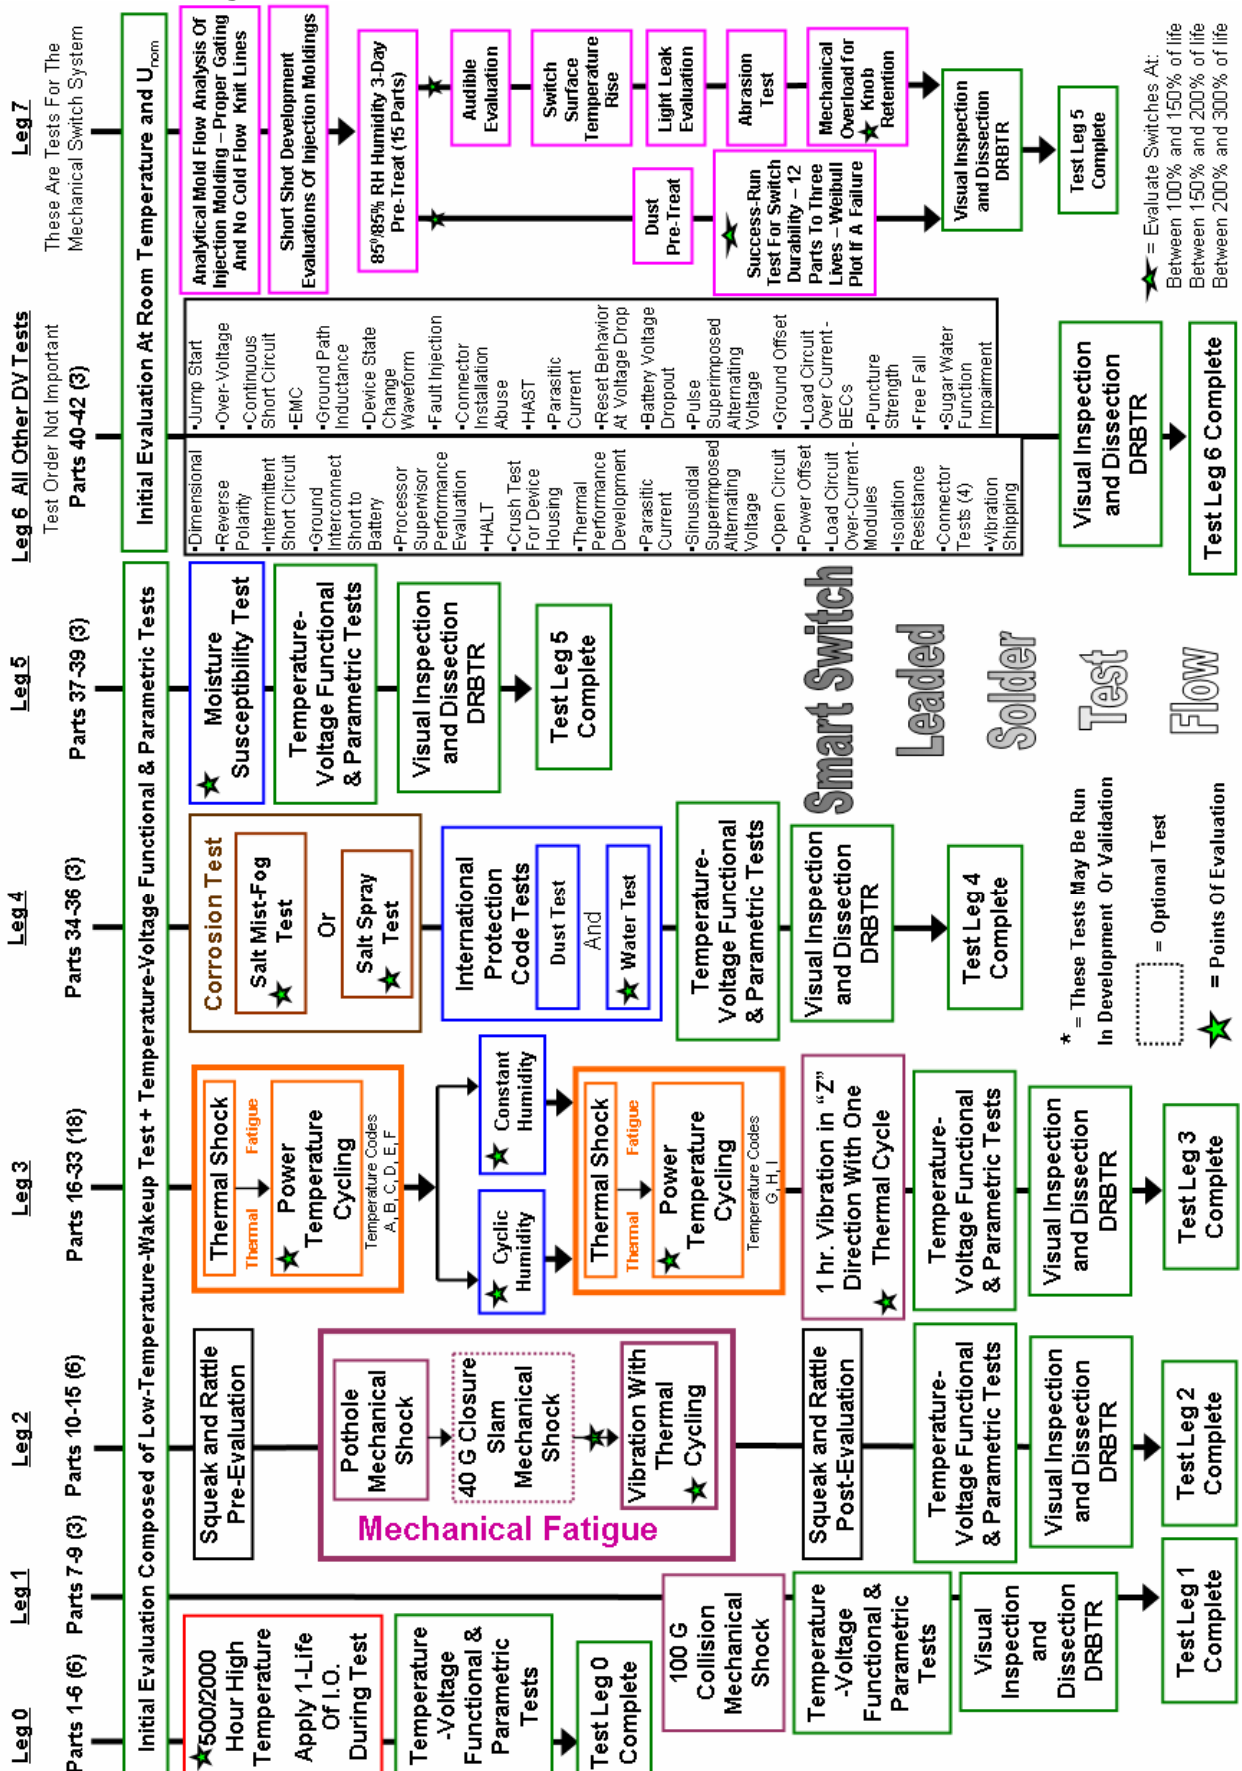 Leg 0
Parts 1-6 (6)
Leg 1
Parts 7-9 (3)
Leg 2
Parts 10-15 (6)
Leg 3
Parts 16-33 (18)
Leg 4
Parts 34-36 (3)
Leg 5
Parts 37-39 (3)
Leg 6 All Other DV Tests
Test Order Not Important
Parts 40-42 (3)
Leg 7
These Are Tests For The
Mechanical Switch System
Initial Evaluation Composed of Low-Temperature-Wakeup Test + Temperature-Voltage Functional & Parametric Tests
Initial Evaluation At Room Temperature and Unom
500/2000
Hour High
Temperature
Apply 1-Life
Of I.O.
During Test
Temperature
-Voltage
Functional &
Parametric
Tests
Test Leg 0
Complete
100 G
Collision
Mechanical
Shock
Temperature
-Voltage
Functional &
Parametric
Tests
Visual
Inspection
and
Dissection
DRBTR
Test Leg 1
Complete
Squeak and Rattle
Pre-Evaluation
Pothole
Mechanical
Shock
40 G Closure
Slam
Mechanical
Shock
Vibration With
Thermal
Cycling
Mechanical Fatigue
Squeak and Rattle
Post-Evaluation
Temperature-
Voltage Functional
& Parametric Tests
Visual Inspection
and Dissection
DRBTR
Test Leg 2
Complete
Thermal Shock
Thermal Fatigue
Power
Temperature
Cycling
Temperature Codes
A, B, C, D, E, F
Cyclic
Humidity
Constant
Humidity
Thermal Shock
Thermal Fatigue
Power
Temperature
Cycling
Temperature Codes
G, H, I
1 hr. Vibration in “Z”
Direction With One
Thermal Cycle
Temperature-
Voltage Functional
& Parametric Tests
Visual Inspection
and Dissection
DRBTR
Test Leg 3
Complete
Corrosion Test
Salt Mist-Fog
Test
Or
Salt Spray
Test
International
Protection
Code Tests
Dust Test
And
Water Test
Temperature-
Voltage Functional
& Parametric Tests
Visual Inspection
and Dissection
DRBTR
Test Leg 4
Complete
Moisture
Susceptibility Test
Temperature-
Voltage Functional
& Parametric Tests
Visual Inspection
and Dissection
DRBTR
Test Leg 5
Complete
▪Dimensional
▪Reverse
Polarity
▪Intermittent
Short Circuit
▪Ground
Interconnect
Short to
Battery
▪Processor
Supervisor
Performance
Evaluation
▪HALT
▪Crush Test
For Device
Housing
▪Thermal
Performance
Development
▪Parasitic
Current
▪Sinusoidal
Superimposed
Alternating
Voltage
▪Open Circuit
▪Power Offset
▪Load Circuit
Over-Current-
Modules
▪Isolation
Resistance
▪Connector
Tests (4)
▪Vibration
Shipping
▪Jump Start
▪Over-Voltage
▪Continuous
Short Circuit
▪EMC
▪Ground Path
Inductance
▪Device State
Change
Waveform
▪Fault Injection
▪Connector
Installation
Abuse
▪HAST
▪Parasitic
Current
▪Reset Behavior
At Voltage Drop
▪Battery Voltage
Dropout
▪Pulse
Superimposed
Alternating
Voltage
▪Ground Offset
▪Load Circuit
Over Current-
BECs
▪Puncture
Strength
▪Free Fall
▪Sugar Water
Function
Impairment
Visual Inspection
and Dissection
DRBTR
Test Leg 6 Complete
Analytical Mold Flow Analysis Of
Injection Molding – Proper Gating
And No Cold Flow Knit Lines
Short Shot Development
Evaluations Of Injection Moldings
85⁰/85% RH Humidity 3-Day
Pre-Treat (15 Parts)
Dust
Pre-Treat
Success-Run
Test For Switch
Durability – 12
Parts To Three
Lives – Weibull
Plot If A Failure
Audible
Evaluation
Switch
Surface
Temperature
Rise
Light Leak
Evaluation
Abrasion
Test
Mechanical
Overload for
Knob
Retention
Visual Inspection
and Dissection
DRBTR
Test Leg 5
Complete
= Evaluate Switches At:
Between 100% and 150% of life
Between 150% and 200% of life
Between 200% and 300% of life
Smart Switch
Leaded
Solder
Test
Flow
* = These Tests May Be Run
In Development Or Validation
= Optional Test
= Points Of Evaluation